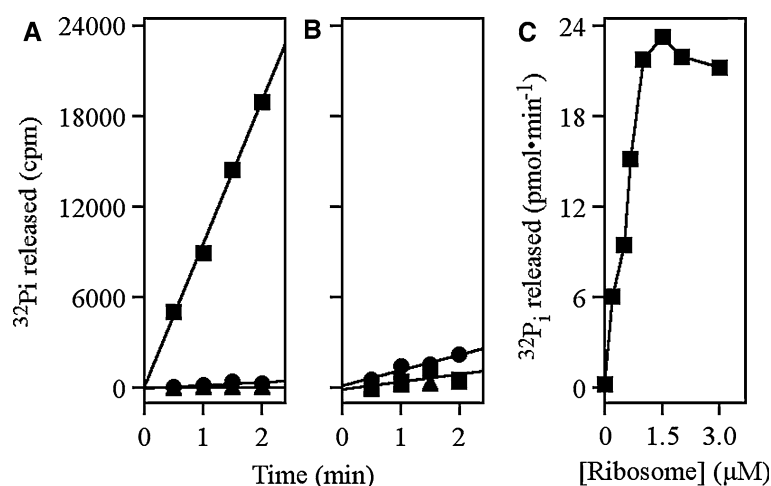 A
B
C
24000
18000
12000
6000
0
³²Pi released (cpm)
0 1 2
0 1 2
Time (min)
24
18
12
6
0
³²Pᵢ released (pmol•min⁻¹)
0 1.5 3.0
[Ribosome] (μM)